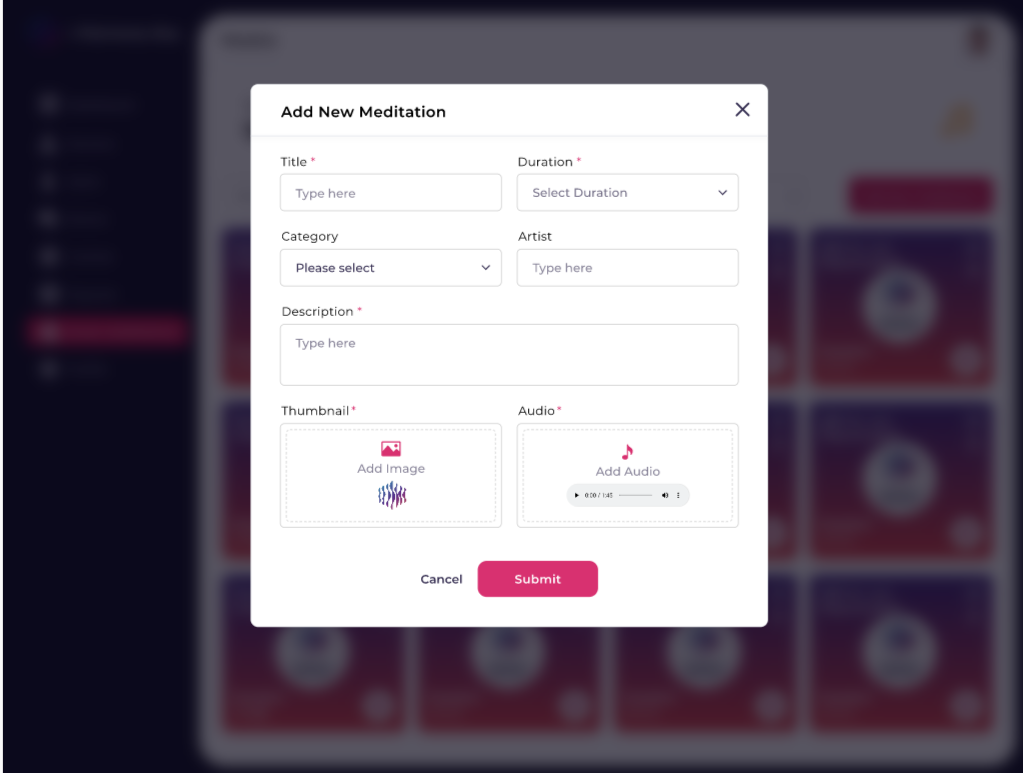 Add New Meditation
Title *
Duration *
Type here
Select Duration
Category
Artist
Please select
Type here
Description *
Type here
Thumbnail *
Audio *
Add Image
Add Audio
0:00 / 1:45
Cancel
Submit